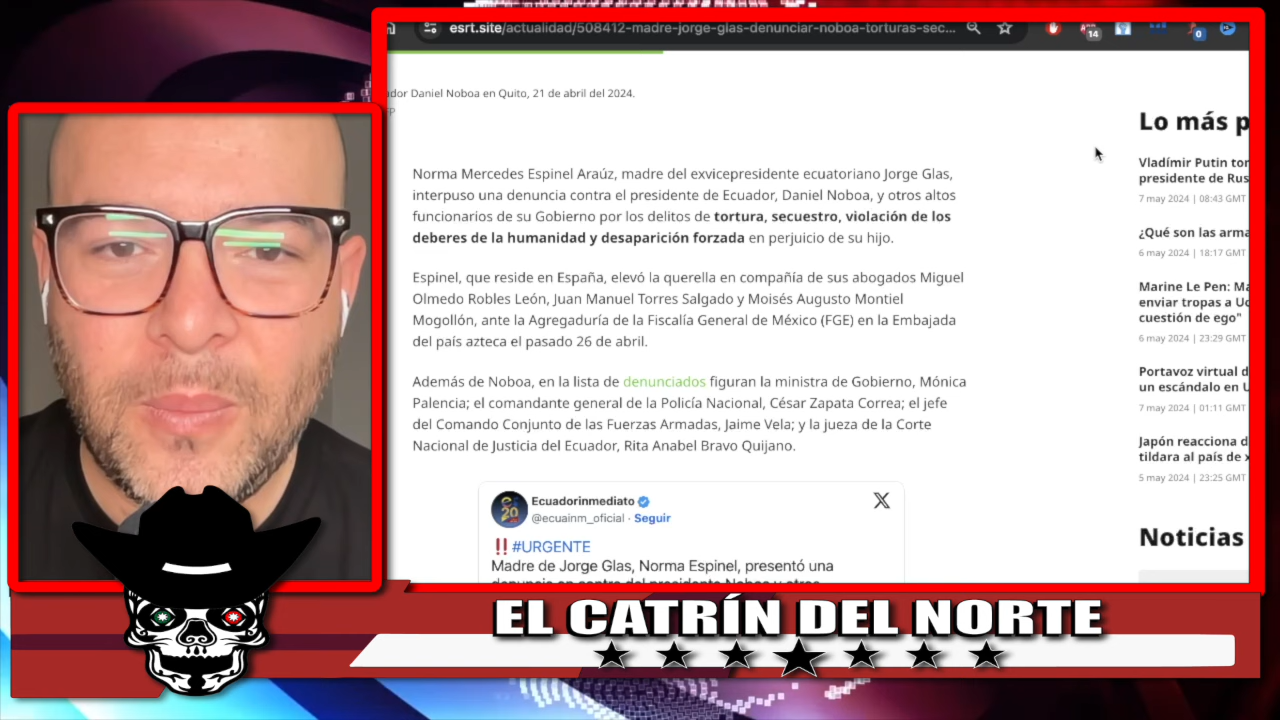 esrt.site/actualidad/508412-madre-jorge-glas-denunciar-noboa-torturas-sec...
14
0
dor Daniel Noboa en Quito, 21 de abril del 2024.
Norma Mercedes Espinel Araúz, madre del exvicepresidente ecuatoriano Jorge Glas,
interpuso una denuncia contra el presidente de Ecuador, Daniel Noboa, y otros altos
funcionarios de su Gobierno por los delitos de tortura, secuestro, violación de los
deberes de la humanidad y desaparición forzada en perjuicio de su hijo.
Espinel, que reside en España, elevó la querella en compañía de sus abogados Miguel
Olmedo Robles León, Juan Manuel Torres Salgado y Moisés Augusto Montiel
Mogollón, ante la Agregaduría de la Fiscalía General de México (FGE) en la Embajada
del país azteca el pasado 26 de abril.
Además de Noboa, en la lista de denunciados figuran la ministra de Gobierno, Mónica
Palencia; el comandante general de la Policía Nacional, César Zapata Correa; el jefe
del Comando Conjunto de las Fuerzas Armadas, Jaime Vela; y la jueza de la Corte
Nacional de Justicia del Ecuador, Rita Anabel Bravo Quijano.
Ecuadorinmediato
@ecuainm_oficial · Seguir
‼️ #URGENTE
Madre de Jorge Glas, Norma Espinel, presentó una
denuncia en contra del presidente Noboa y otros
Lo más p
Vladímir Putin tor
presidente de Rus
7 may 2024 | 08:43 GMT
¿Qué son las arma
6 may 2024 | 18:17 GMT
Marine Le Pen: Ma
enviar tropas a Uc
cuestión de ego"
6 may 2024 | 23:29 GMT
Portavoz virtual d
un escándalo en U
7 may 2024 | 01:11 GMT
Japón reacciona d
tildara al país de x
5 may 2024 | 23:25 GMT
Noticias
EL CATRÍN DEL NORTE